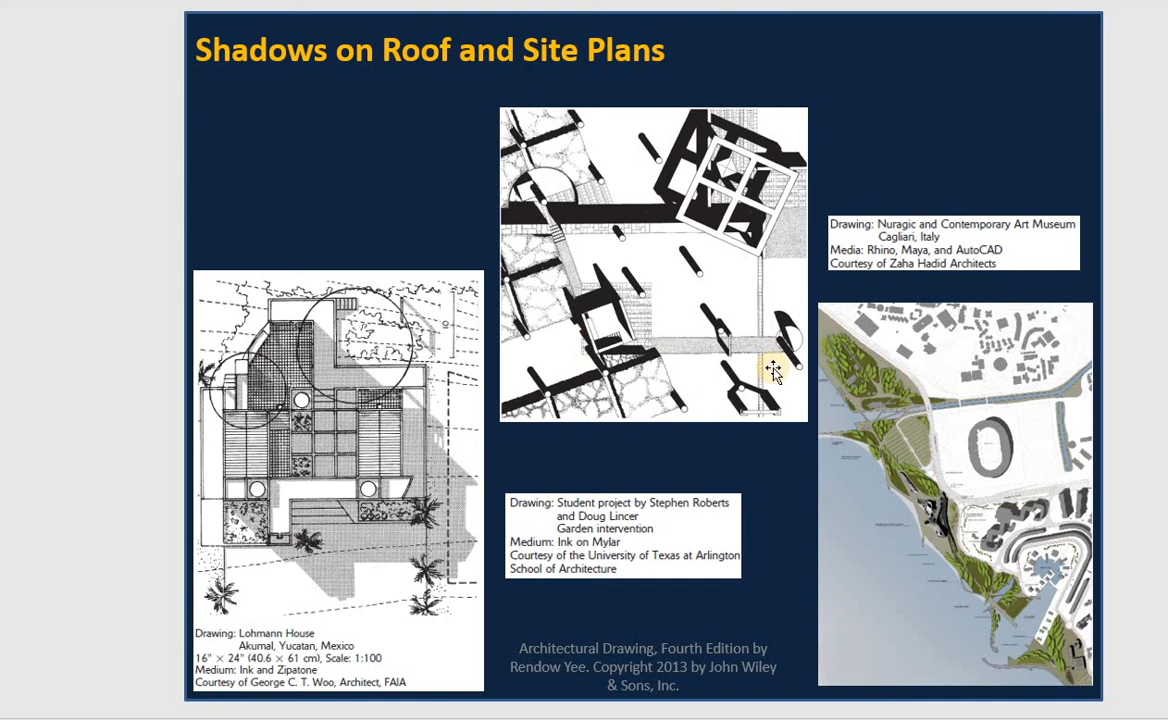 Shadows on Roof and Site Plans
Drawing: Lohmann House
Akumal, Yucatan, Mexico
16" × 24" (40.6 × 61 cm), Scale: 1:100
Medium: Ink and Zipatone
Courtesy of George C. T. Woo, Architect, FAIA
Drawing: Student project by Stephen Roberts
and Doug Lincer
Garden intervention
Medium: Ink on Mylar
Courtesy of the University of Texas at Arlington
School of Architecture
Drawing: Nuragic and Contemporary Art Museum
Cagliari, Italy
Media: Rhino, Maya, and AutoCAD
Courtesy of Zaha Hadid Architects
Architectural Drawing, Fourth Edition by
Rendow Yee. Copyright 2013 by John Wiley
& Sons, Inc.